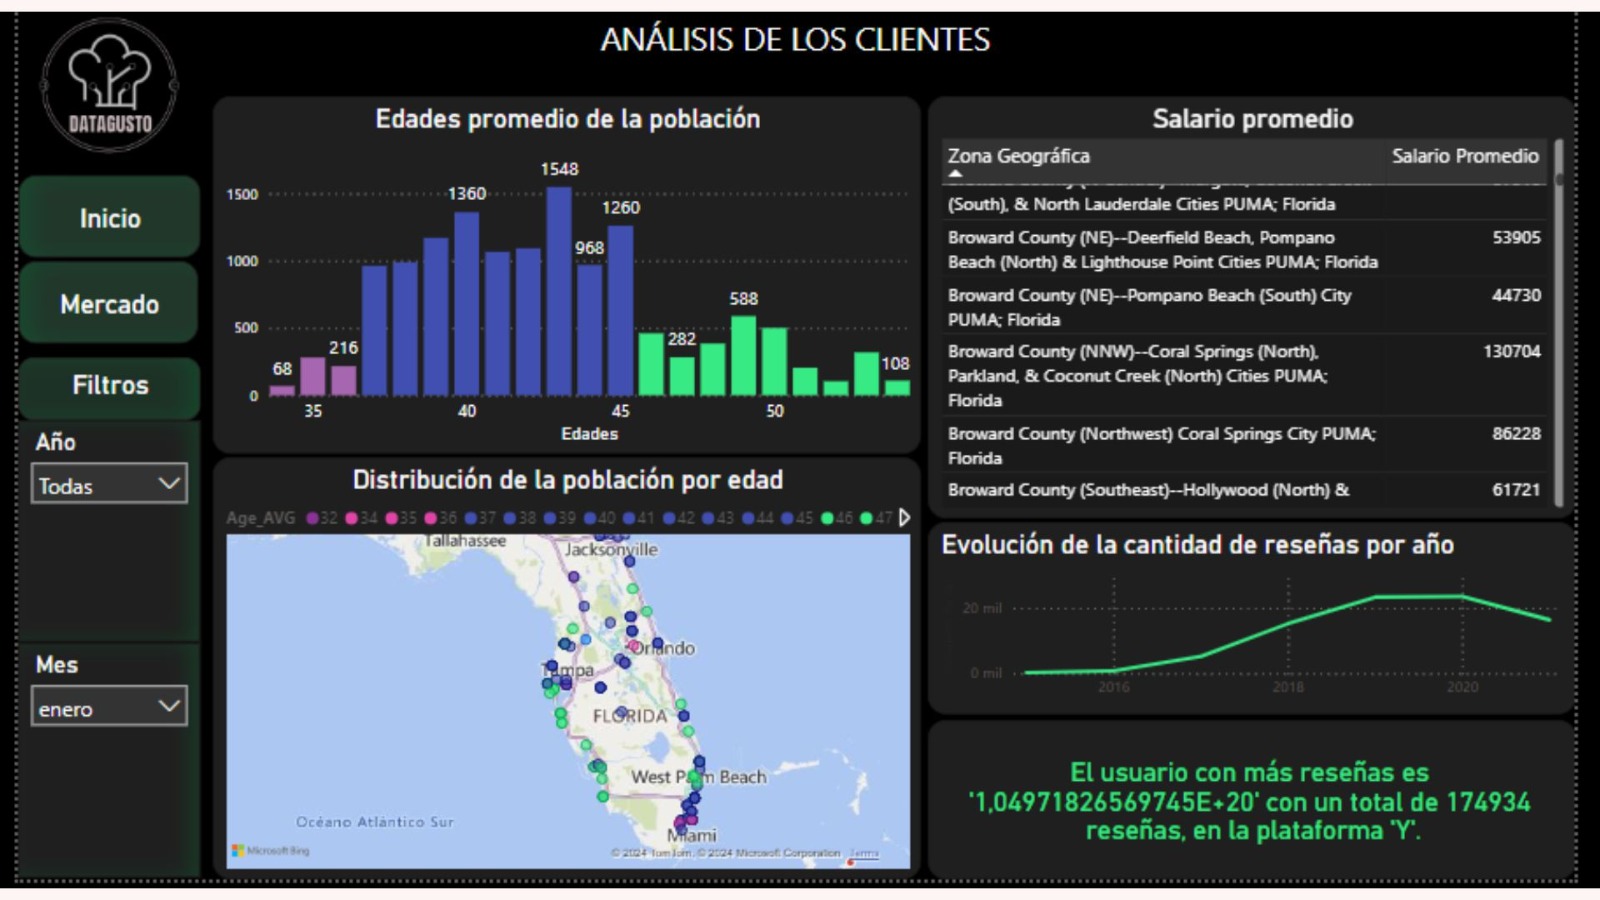 ANÁLISIS DE LOS CLIENTES
DATAGUSTO
Inicio
Mercado
Filtros
Año
Todas
Mes
enero
Edades promedio de la población
1500
1000
500
0
68
216
1360
1548
968
1260
282
588
108
35
40
45
50
Edades
Distribución de la población por edad
Age_AVG 32 34 35 36 37 38 39 40 41 42 43 44 45 46 47
Tallahassee
Jacksonville
Orlando
Tampa
FLORIDA
West Palm Beach
Miami
Océano Atlántico Sur
Microsoft Bing
© 2024 TomTom, © 2024 Microsoft Corporation Terms
Salario promedio
Zona Geográfica Salario Promedio
(South), & North Lauderdale Cities PUMA; Florida
Broward County (NE)--Deerfield Beach, Pompano 53905
Beach (North) & Lighthouse Point Cities PUMA; Florida
Broward County (NE)--Pompano Beach (South) City 44730
PUMA; Florida
Broward County (NNW)--Coral Springs (North), 130704
Parkland, & Coconut Creek (North) Cities PUMA;
Florida
Broward County (Northwest) Coral Springs City PUMA; 86228
Florida
Broward County (Southeast)--Hollywood (North) & 61721
Evolución de la cantidad de reseñas por año
20 mil
0 mil
2016
2018
2020
El usuario con más reseñas es
'1,04971826569745E+20' con un total de 174934
reseñas, en la plataforma 'Y'.